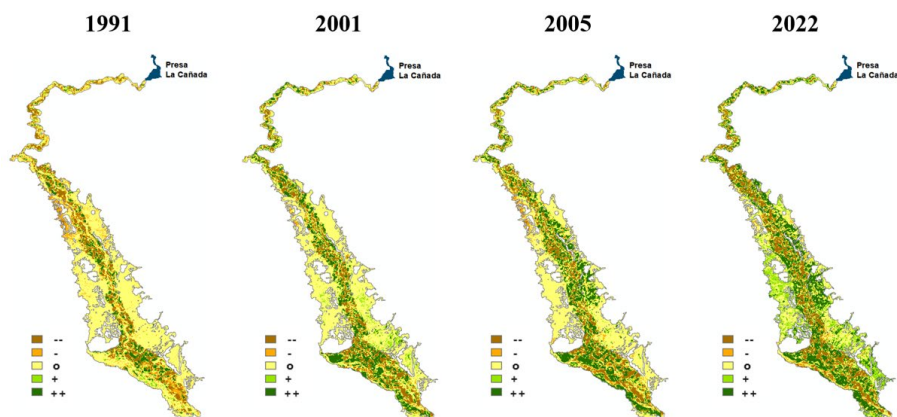 1991
2001
2005
2022
Presa
La Cañada
Presa
La Cañada
Presa
La Cañada
Presa
La Cañada
--
-
o
+
++
--
-
o
+
++
--
-
o
+
++
--
-
o
+
++